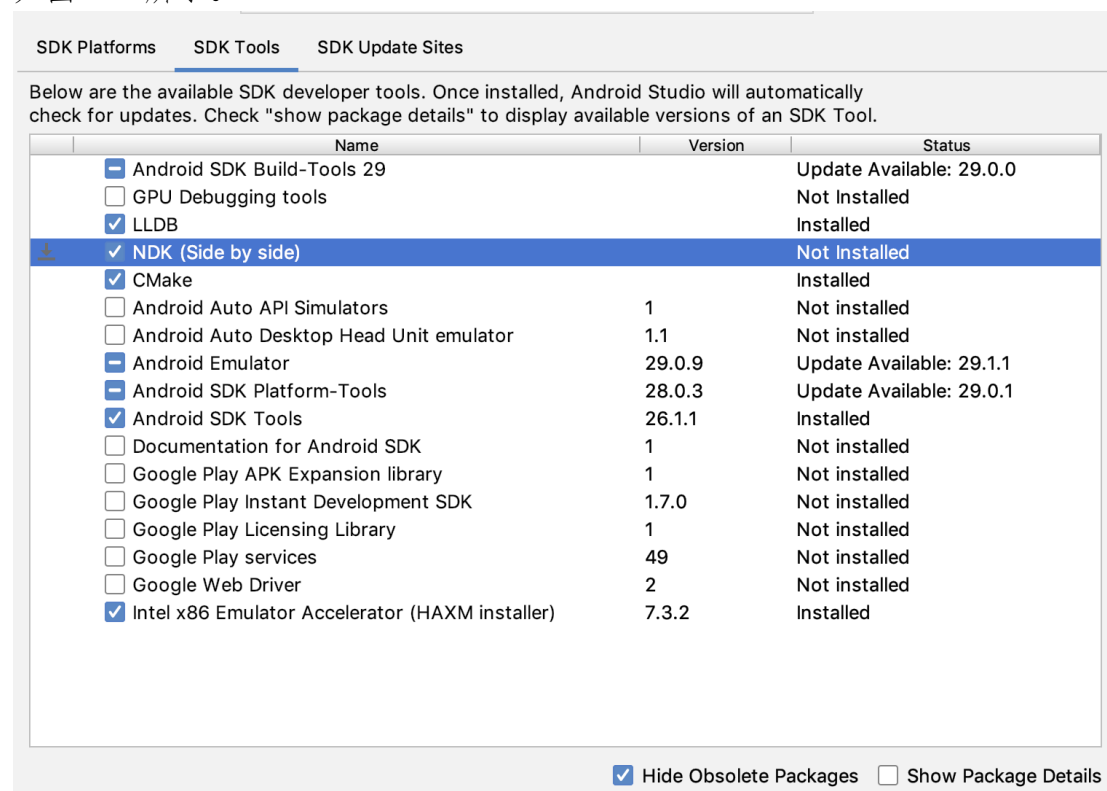 SDK Platforms SDK Tools SDK Update Sites
Below are the available SDK developer tools. Once installed, Android Studio will automatically
check for updates. Check "show package details" to display available versions of an SDK Tool.
Name Version Status
Android SDK Build-Tools 29 Update Available: 29.0.0
GPU Debugging tools Not Installed
LLDB Installed
NDK (Side by side) Not Installed
CMake Installed
Android Auto API Simulators 1 Not installed
Android Auto Desktop Head Unit emulator 1.1 Not installed
Android Emulator 29.0.9 Update Available: 29.1.1
Android SDK Platform-Tools 28.0.3 Update Available: 29.0.1
Android SDK Tools 26.1.1 Installed
Documentation for Android SDK 1 Not installed
Google Play APK Expansion library 1 Not installed
Google Play Instant Development SDK 1.7.0 Not installed
Google Play Licensing Library 1 Not installed
Google Play services 49 Not installed
Google Web Driver 2 Not installed
Intel x86 Emulator Accelerator (HAXM installer) 7.3.2 Installed
Hide Obsolete Packages Show Package Details